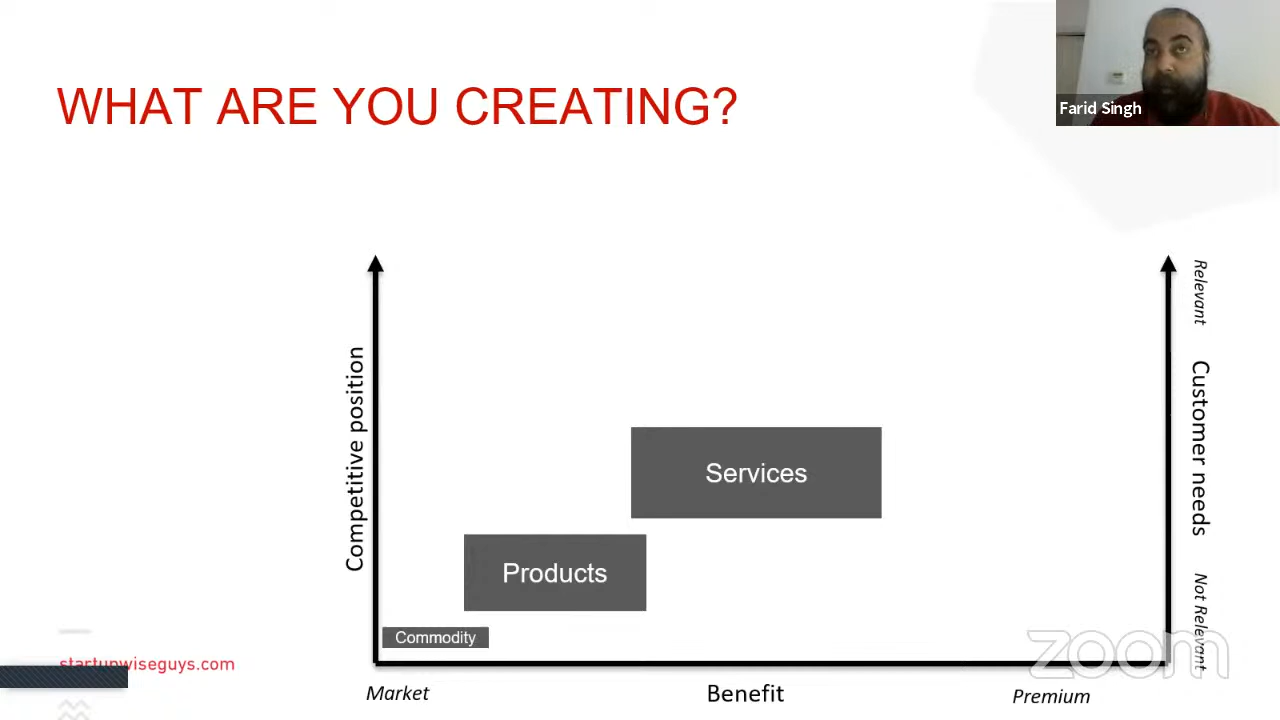 WHAT ARE YOU CREATING?
Farid Singh
Relevant
Competitive position
Customer needs
Services
Products
Not Relevant
Commodity
startupwiseguys.com
zoom
Market
Benefit
Premium